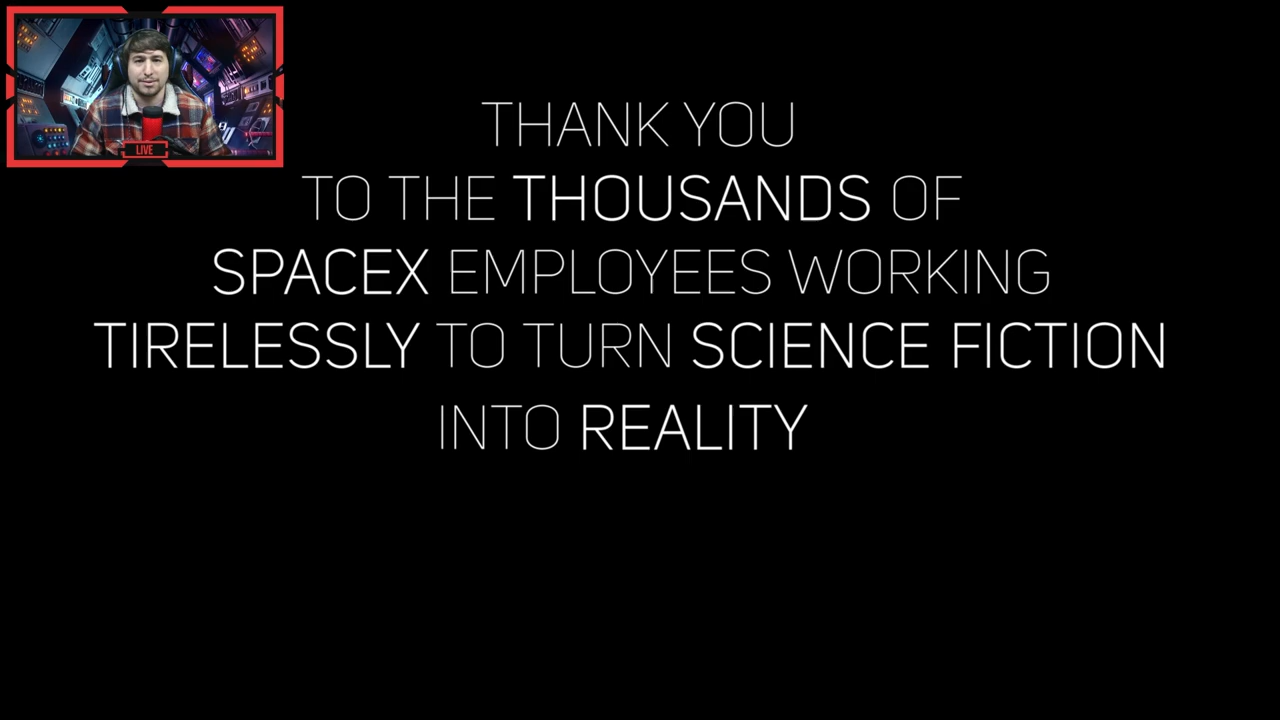 LIVE
THANK YOU
TO THE THOUSANDS OF
SPACEX EMPLOYEES WORKING
TIRELESSLY TO TURN SCIENCE FICTION
INTO REALITY